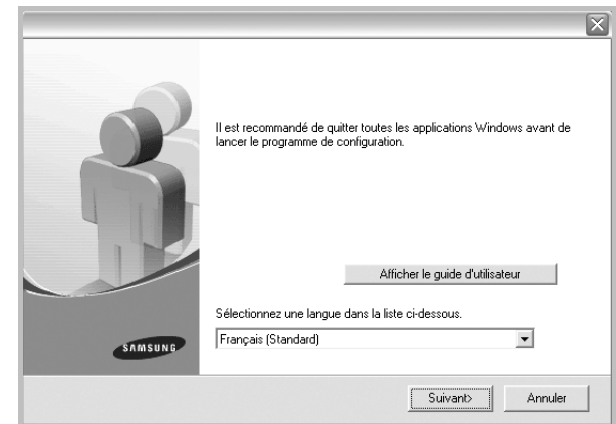 Il est recommandé de quitter toutes les applications Windows avant de
lancer le programme de configuration.
Afficher le guide d'utilisateur
Sélectionnez une langue dans la liste ci-dessous.
Français (Standard)
SAMSUNG
Suivant>
Annuler